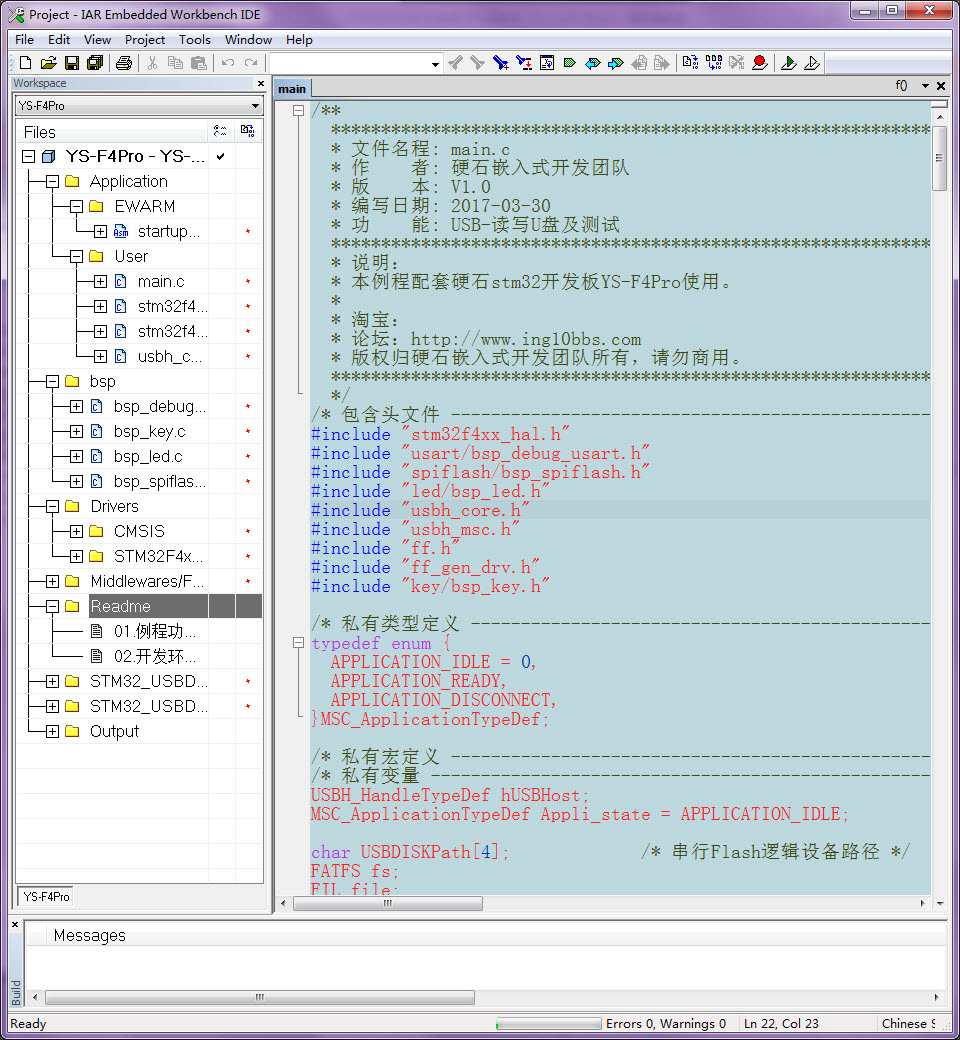 Project - IAR Embedded Workbench IDE
File Edit View Project Tools Window Help
Workspace
YS-F4Pro
Files
YS-F4Pro - YS-...
Application
EWARM
startup...
User
main.c
stm32f4...
stm32f4...
usbh_c...
bsp
bsp_debug...
bsp_key.c
bsp_led.c
bsp_spiflas...
Drivers
CMSIS
STM32F4x...
Middlewares/F...
Readme
01.例程功...
02.开发环...
STM32_USBD...
STM32_USBD...
Output
YS-F4Pro
main
f()
/**
******************************************************************
* 文件名程: main.c
* 作    者: 硬石嵌入式开发团队
* 版    本: V1.0
* 编写日期: 2017-03-30
* 功    能: USB-读写U盘及测试
******************************************************************
* 说明：
* 本例程配套硬石stm32开发板YS-F4Pro使用。
*
* 淘宝：
* 论坛：http://www.ing10bbs.com
* 版权归硬石嵌入式开发团队所有，请勿商用。
******************************************************************
*/
/* 包含头文件 ------------------------------------------------
#include "stm32f4xx_hal.h"
#include "usart/bsp_debug_usart.h"
#include "spiflash/bsp_spiflash.h"
#include "led/bsp_led.h"
#include "usbh_core.h"
#include "usbh_msc.h"
#include "ff.h"
#include "ff_gen_drv.h"
#include "key/bsp_key.h"
/* 私有类型定义 ----------------------------------------------
typedef enum {
APPLICATION_IDLE = 0,
APPLICATION_READY,
APPLICATION_DISCONNECT,
}MSC_ApplicationTypeDef;
/* 私有宏定义 ------------------------------------------------
/* 私有变量 --------------------------------------------------
USBH_HandleTypeDef hUSBHost;
MSC_ApplicationTypeDef Appli_state = APPLICATION_IDLE;
char USBDISKPath[4];             /* 串行Flash逻辑设备路径 */
FATFS fs;
FIL file;
Messages
Build
Ready
Errors 0, Warnings 0
Ln 22, Col 23
Chinese S